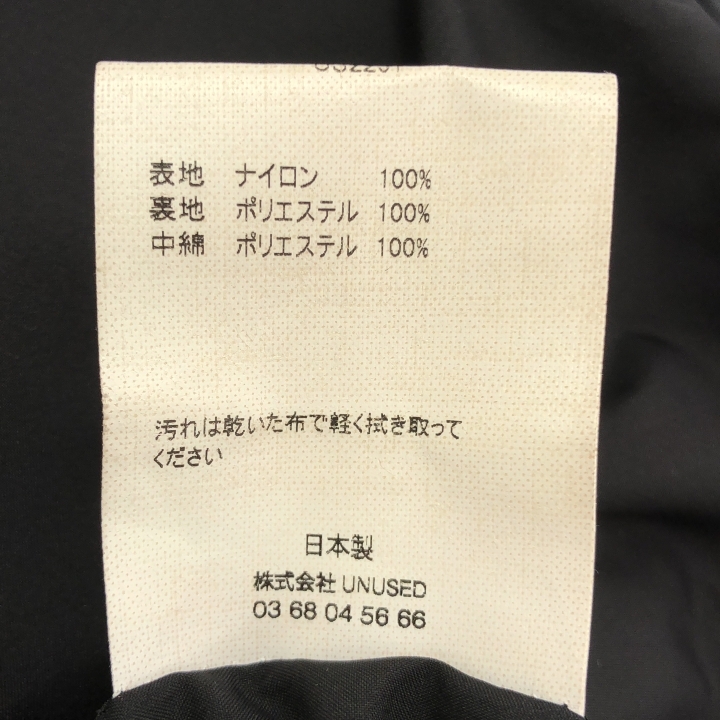 表地 ナイロン 100%
裏地 ポリエステル 100%
中綿 ポリエステル 100%
汚れは乾いた布で軽く拭き取って
ください
日本製
株式会社 UNUSED
03 68 04 56 66